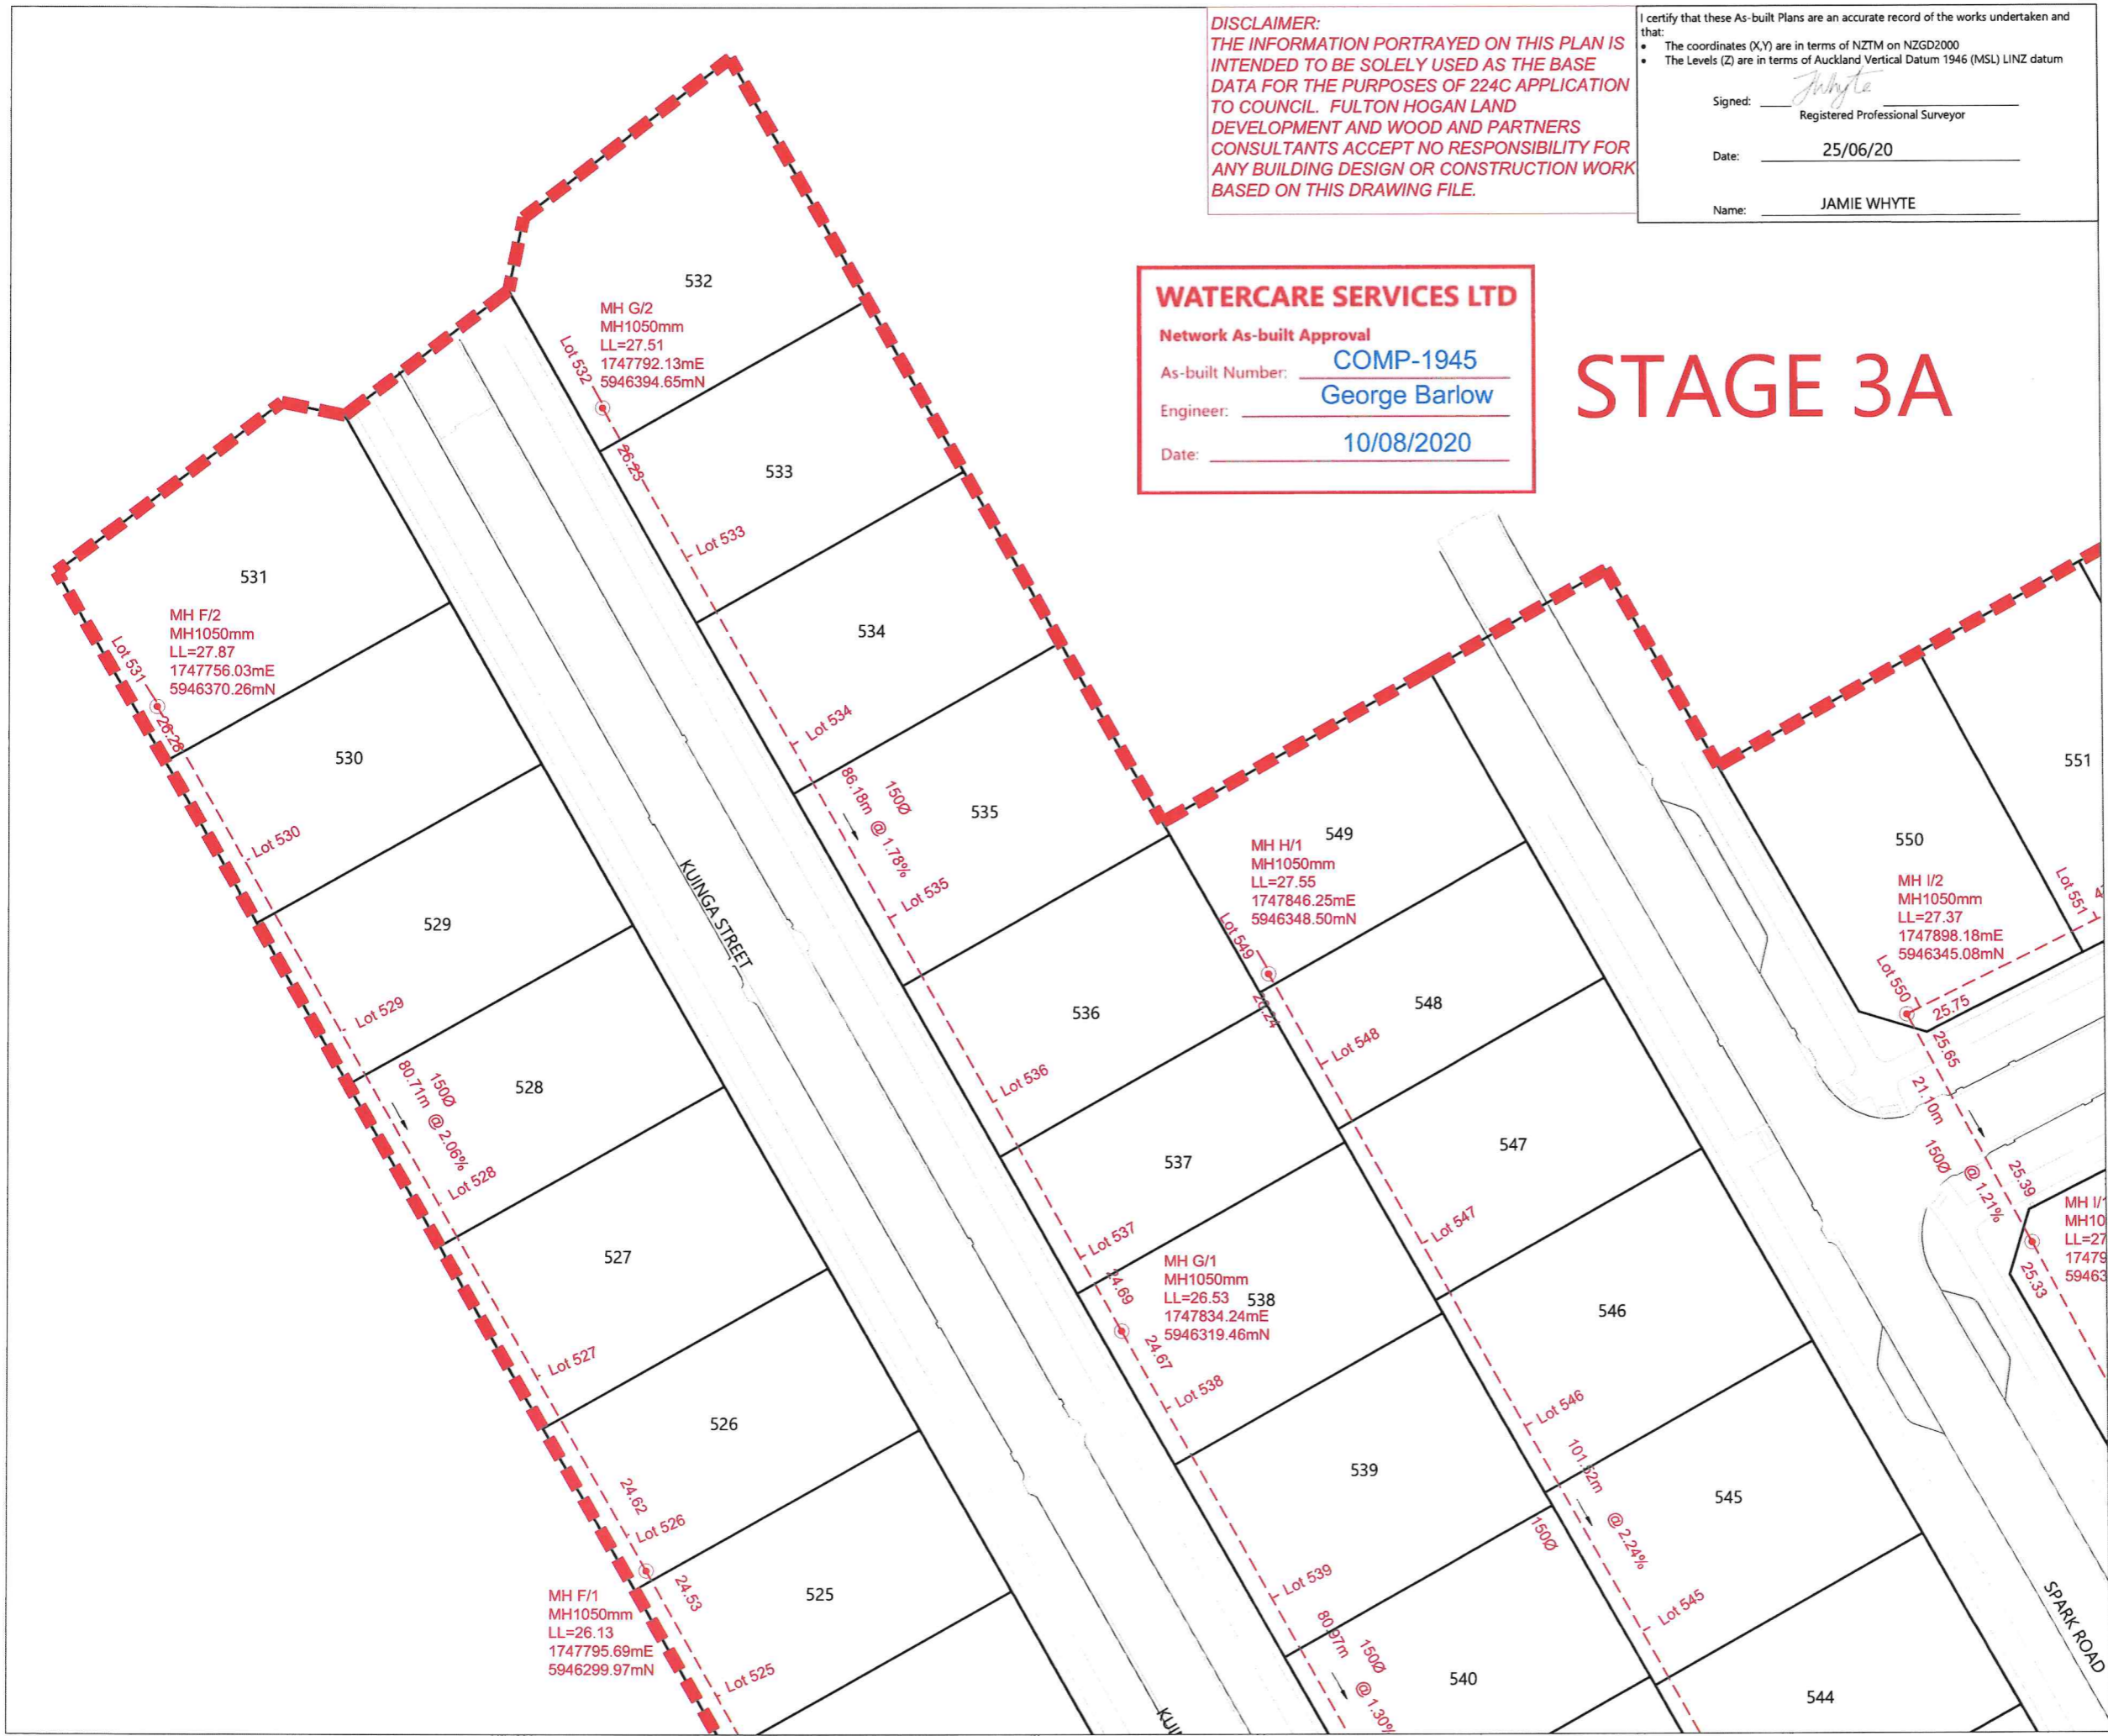 DISCLAIMER:
THE INFORMATION PORTRAYED ON THIS PLAN IS
INTENDED TO BE SOLELY USED AS THE BASE
DATA FOR THE PURPOSES OF 224C APPLICATION
TO COUNCIL. FULTON HOGAN LAND
DEVELOPMENT AND WOOD AND PARTNERS
CONSULTANTS ACCEPT NO RESPONSIBILITY FOR
ANY BUILDING DESIGN OR CONSTRUCTION WORK
BASED ON THIS DRAWING FILE.
I certify that these As-built Plans are an accurate record of the works undertaken and
that:
• The coordinates (X,Y) are in terms of NZTM on NZGD2000
• The Levels (Z) are in terms of Auckland Vertical Datum 1946 (MSL) LINZ datum
Signed: JWhyte
Registered Professional Surveyor
Date: 25/06/20
Name: JAMIE WHYTE
WATERCARE SERVICES LTD
Network As-built Approval
As-built Number: COMP-1945
Engineer: George Barlow
Date: 10/08/2020
STAGE 3A
532
MH G/2
MH1050mm
LL=27.51
1747792.13mE
5946394.65mN
Lot 532
26.23
533
Lot 533
534
Lot 534
150Ø
86.18m @ 1.78%
535
Lot 535
536
Lot 536
537
Lot 537
24.69
MH G/1
MH1050mm
LL=26.53
1747834.24mE
5946319.46mN
538
24.67
Lot 538
539
Lot 539
150Ø
80.97m @ 1.30%
540
531
MH F/2
MH1050mm
LL=27.87
1747756.03mE
5946370.26mN
Lot 531
26.28
530
Lot 530
529
Lot 529
150Ø
80.71m @ 2.06%
528
Lot 528
527
Lot 527
526
24.62
Lot 526
24.53
525
MH F/1
MH1050mm
LL=26.13
1747795.69mE
5946299.97mN
Lot 525
KUINGA STREET
KUI
549
MH H/1
MH1050mm
LL=27.55
1747846.25mE
5946348.50mN
Lot 549
26.24
548
Lot 548
547
Lot 547
546
Lot 546
101.52m @ 2.24%
150Ø
545
Lot 545
544
551
550
MH I/2
MH1050mm
LL=27.37
1747898.18mE
5946345.08mN
Lot 551
Lot 550
25.75
25.65
21.10m @ 1.21%
150Ø
25.39
25.33
MH I/1
MH10
LL=27
17479
59463
SPARK ROAD